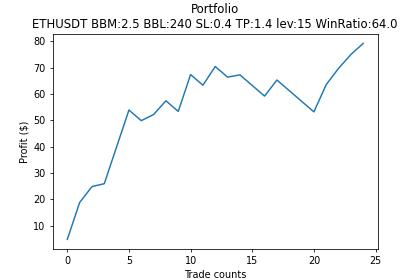 Portfolio
ETHUSDT BBM:2.5 BBL:240 SL:0.4 TP:1.4 lev:15 WinRatio:64.0
80
70
60
50
40
30
20
10
Profit ($)
0 5 10 15 20 25
Trade counts